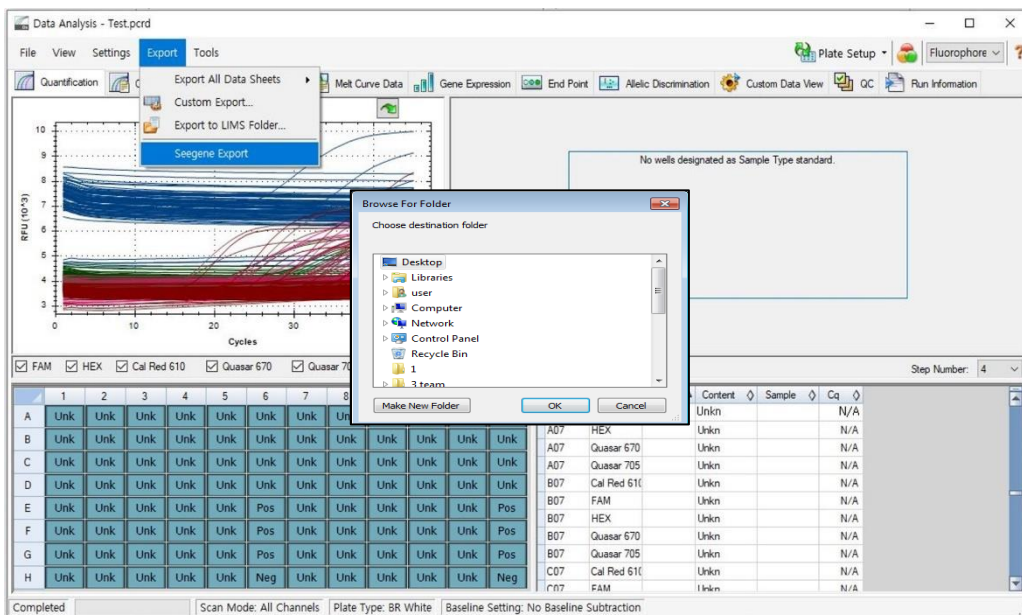 Data Analysis - Test.pcrd
File View Settings Export Tools Plate Setup Fluorophore ?
Quantification Melt Curve Data Gene Expression End Point Allelic Discrimination Custom Data View QC Run Information
Export All Data Sheets
Custom Export...
Export to LIMS Folder...
Seegene Export
No wells designated as Sample Type standard.
RFU (10^3)
10
9
8
7
6
5
4
3
0 10 20 30
Cycles
Browse For Folder
Choose destination folder
Desktop
Libraries
user
Computer
Network
Control Panel
Recycle Bin
1
3 team
Make New Folder OK Cancel
FAM HEX Cal Red 610 Quasar 670 Quasar 70 Step Number: 4
1 2 3 4 5 6 7 8
A Unk Unk Unk Unk Unk Unk Unk Un
B Unk Unk Unk Unk Unk Unk Unk Unk Unk Unk Unk Unk
C Unk Unk Unk Unk Unk Unk Unk Unk Unk Unk Unk Unk
D Unk Unk Unk Unk Unk Unk Unk Unk Unk Unk Unk Unk
E Unk Unk Unk Unk Unk Pos Unk Unk Unk Unk Unk Pos
F Unk Unk Unk Unk Unk Pos Unk Unk Unk Unk Unk Pos
G Unk Unk Unk Unk Unk Pos Unk Unk Unk Unk Unk Pos
H Unk Unk Unk Unk Unk Neg Unk Unk Unk Unk Unk Neg
Content Sample Cq
Unkn N/A
A07 HEX Unkn N/A
A07 Quasar 670 Unkn N/A
A07 Quasar 705 Unkn N/A
B07 Cal Red 610 Unkn N/A
B07 FAM Unkn N/A
B07 HEX Unkn N/A
B07 Quasar 670 Unkn N/A
B07 Quasar 705 Unkn N/A
C07 Cal Red 610 Unkn N/A
C07 FAM Unkn N/A
Completed Scan Mode: All Channels Plate Type: BR White Baseline Setting: No Baseline Subtraction